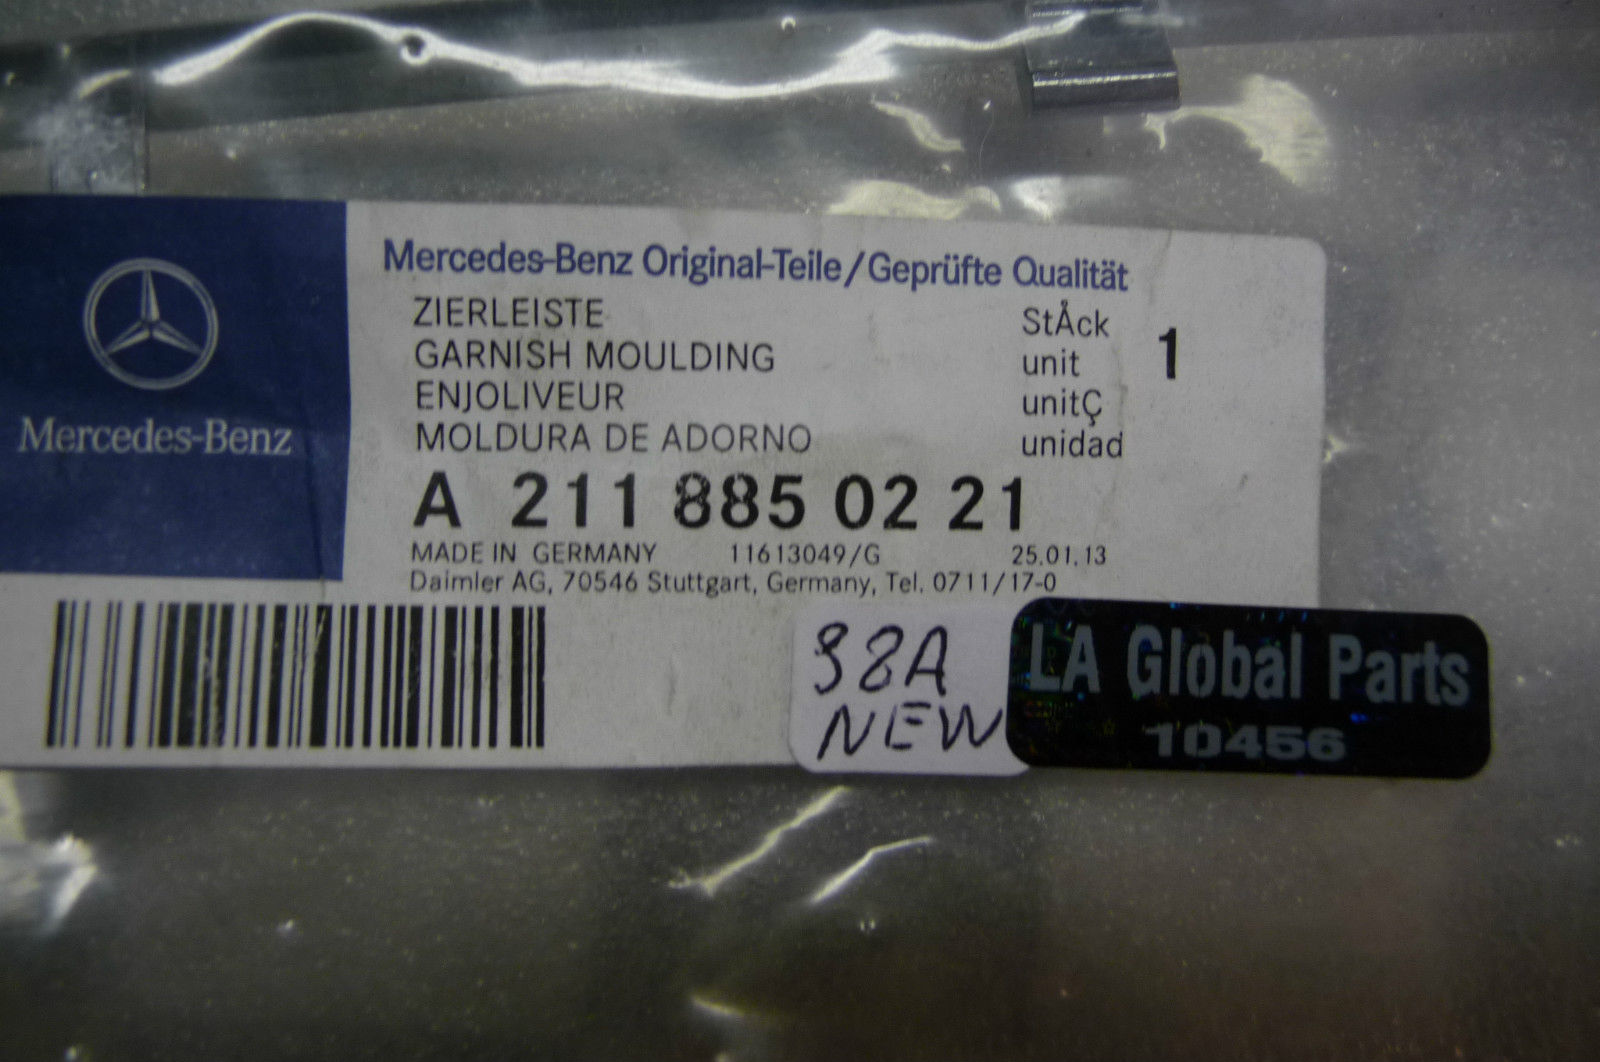 Mercedes-Benz
Mercedes-Benz Original-Teile/Geprüfte Qualität
ZIERLEISTE StÅck
GARNISH MOULDING unit 1
ENJOLIVEUR unitÇ
MOLDURA DE ADORNO unidad
A 211 885 02 21
MADE IN GERMANY 11613049/G 25.01.13
Daimler AG, 70546 Stuttgart, Germany, Tel. 0711/17-0
98A
NEW
LA Global Parts
10456